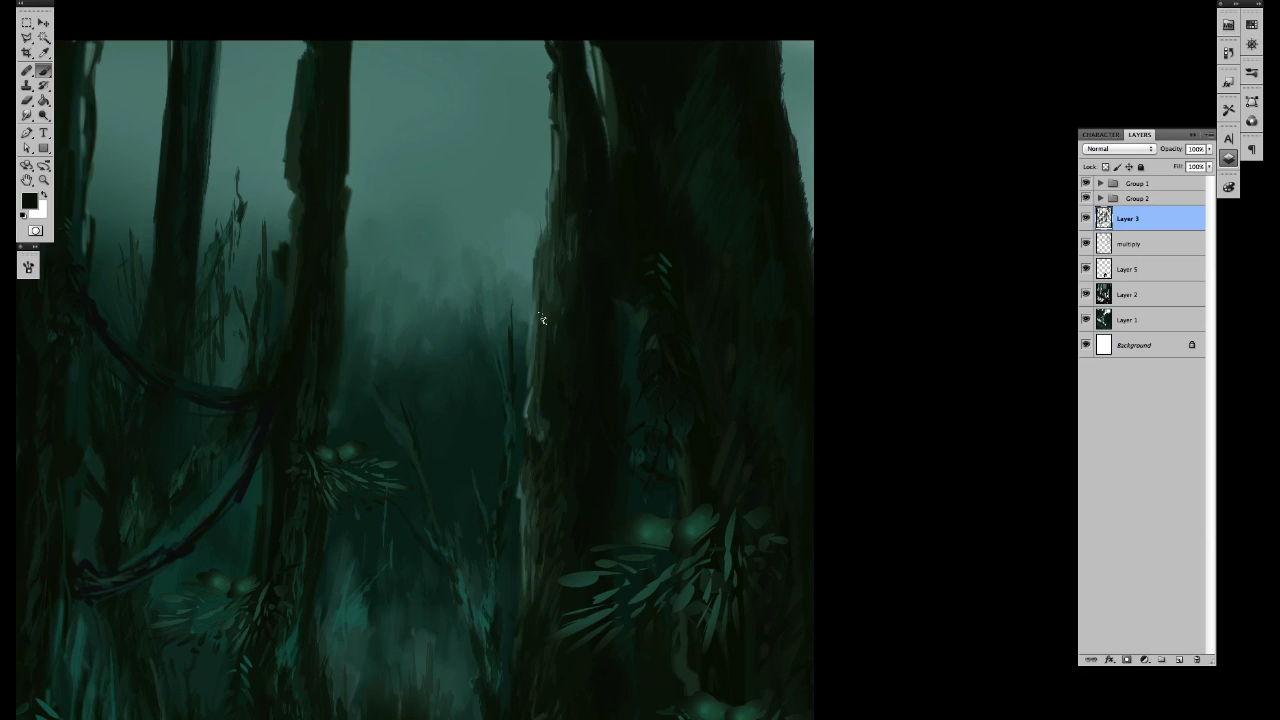 CHARACTER LAYERS
Normal Opacity: 100%
Lock: Fill: 100%
Group 1
Group 2
Layer 3
multiply
Layer 5
Layer 2
Layer 1
Background